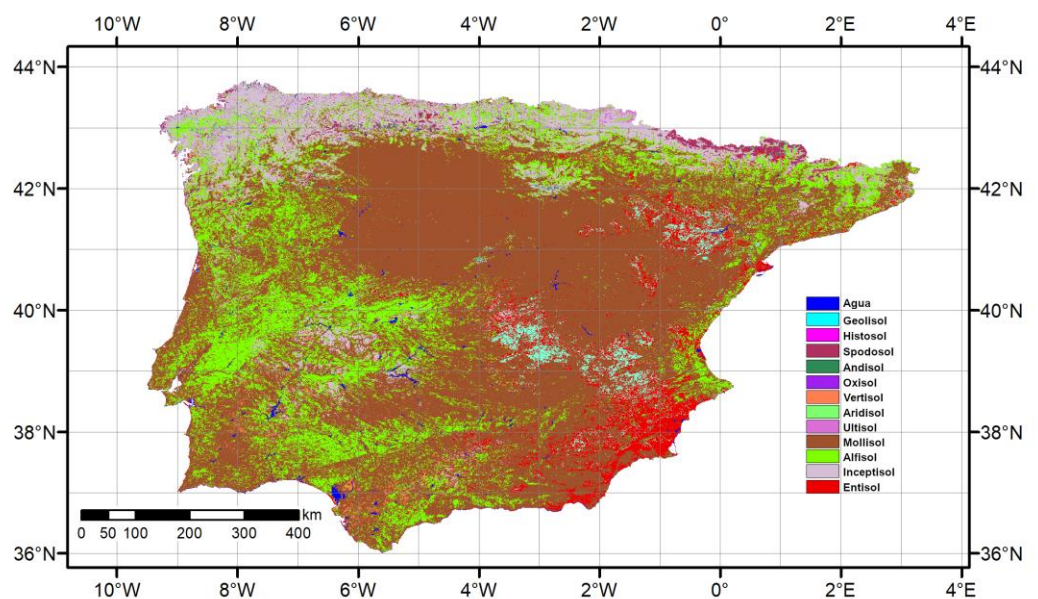 10°W 8°W 6°W 4°W 2°W 0° 2°E 4°E
44°N 44°N
42°N 42°N
40°N 40°N
38°N 38°N
36°N 36°N
Agua
Geolisol
Histosol
Spodosol
Andisol
Oxisol
Vertisol
Aridisol
Ultisol
Mollisol
Alfisol
Inceptisol
Entisol
km
0 50 100 200 300 400
10°W 8°W 6°W 4°W 2°W 0° 2°E 4°E